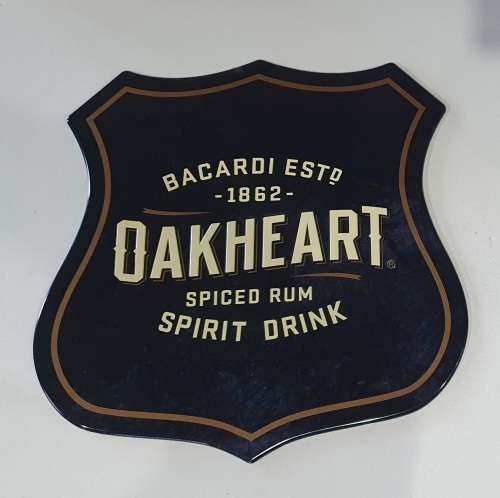 BACARDI ESTD
-1862-
OAKHEART®
SPICED RUM
SPIRIT DRINK